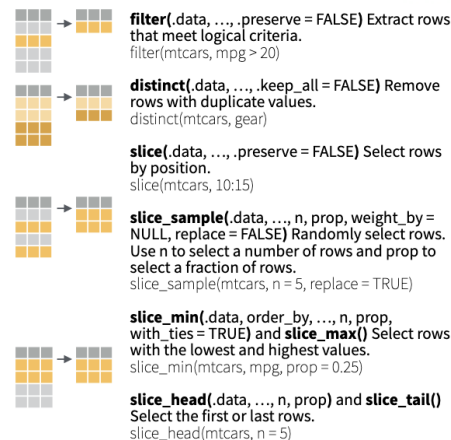 filter(.data, …, .preserve = FALSE) Extract rows
that meet logical criteria.
filter(mtcars, mpg > 20)
distinct(.data, …, .keep_all = FALSE) Remove
rows with duplicate values.
distinct(mtcars, gear)
slice(.data, …, .preserve = FALSE) Select rows
by position.
slice(mtcars, 10:15)
slice_sample(.data, …, n, prop, weight_by =
NULL, replace = FALSE) Randomly select rows.
Use n to select a number of rows and prop to
select a fraction of rows.
slice_sample(mtcars, n = 5, replace = TRUE)
slice_min(.data, order_by, …, n, prop,
with_ties = TRUE) and slice_max() Select rows
with the lowest and highest values.
slice_min(mtcars, mpg, prop = 0.25)
slice_head(.data, …, n, prop) and slice_tail()
Select the first or last rows.
slice_head(mtcars, n = 5)